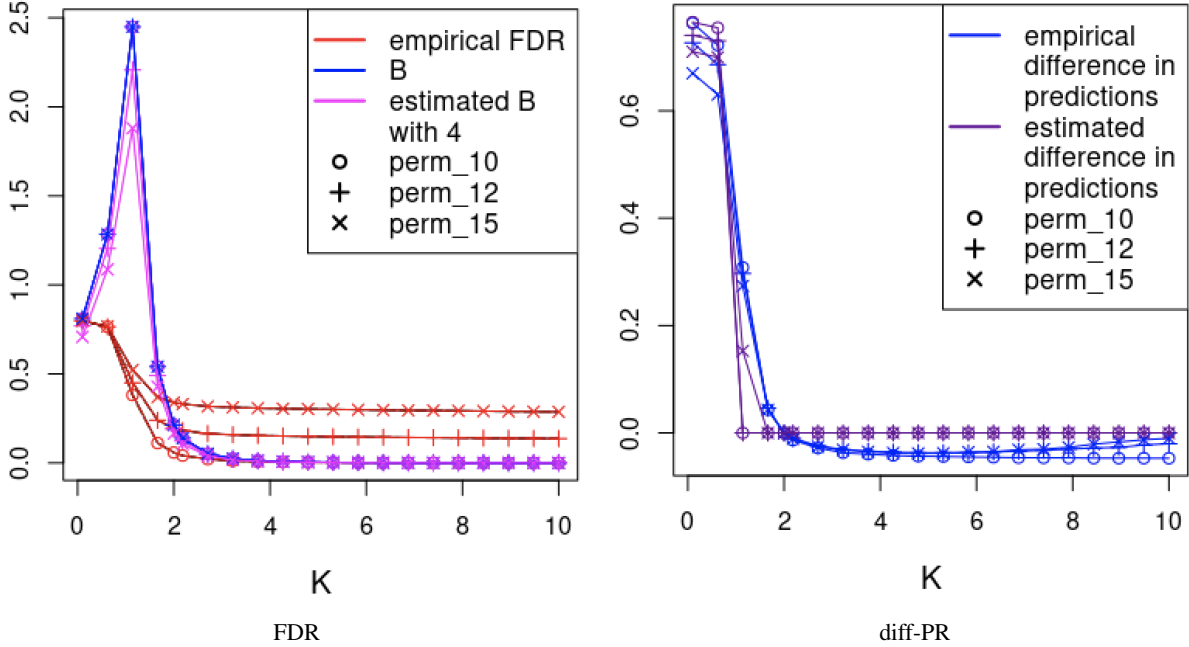 2.5
2.0
1.5
1.0
0.5
0.0
empirical FDR
B
estimated B
with 4
perm_10
perm_12
perm_15
0 2 4 6 8 10
K
FDR
0.6
0.4
0.2
0.0
empirical
difference in
predictions
estimated
difference in
predictions
perm_10
perm_12
perm_15
0 2 4 6 8 10
K
diff-PR